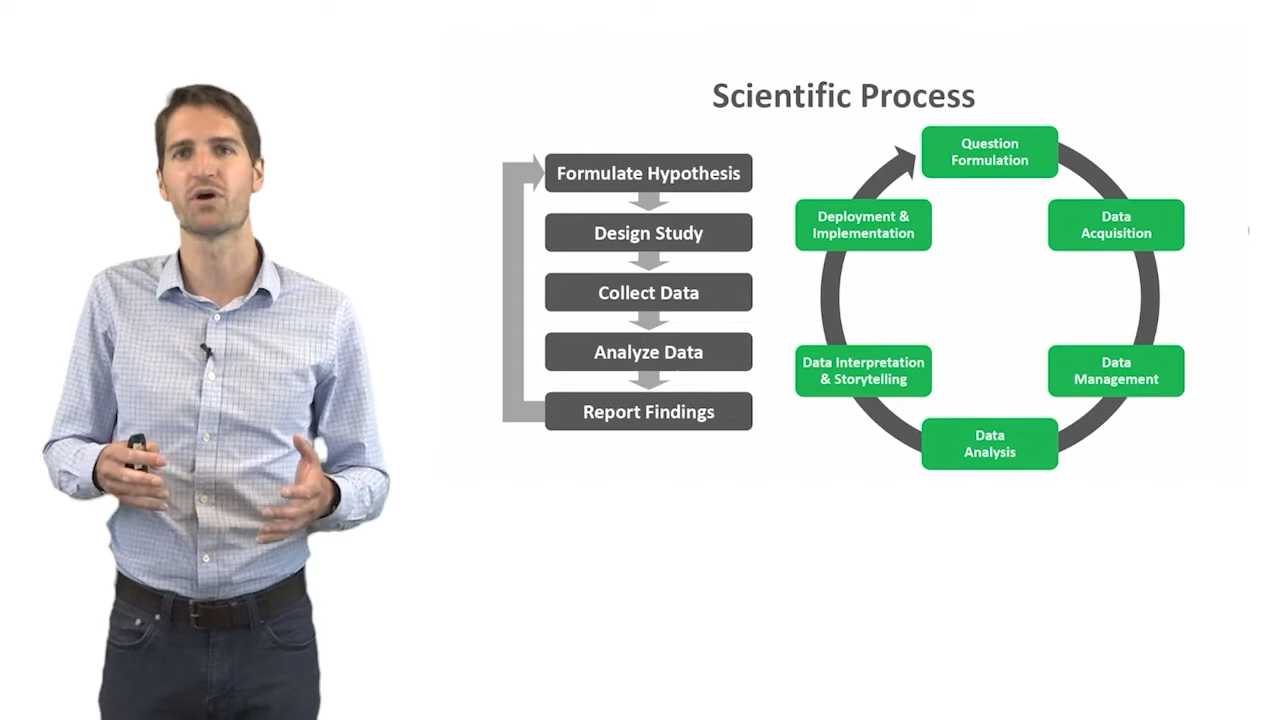 Scientific Process
Formulate Hypothesis
Design Study
Collect Data
Analyze Data
Report Findings
Question
Formulation
Data
Acquisition
Data
Management
Data
Analysis
Data Interpretation
& Storytelling
Deployment &
Implementation